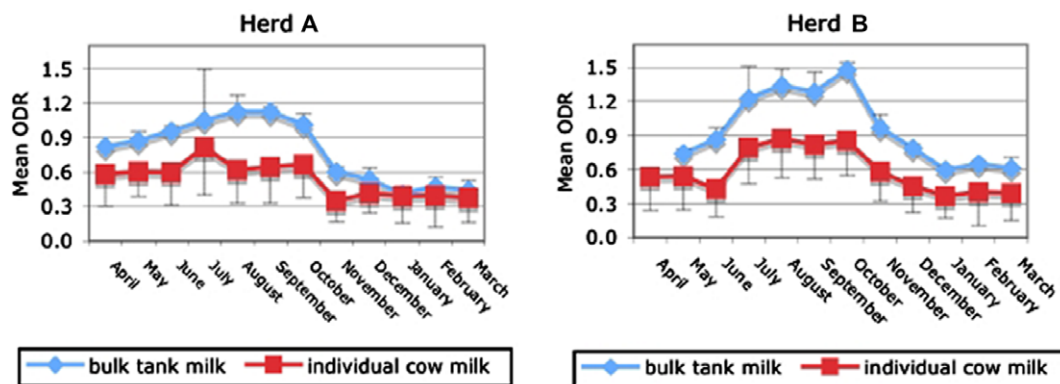 Herd A
Mean ODR
1.5
1.2
0.9
0.6
0.3
0.0
April
May
June
July
August
September
October
November
December
January
February
March
bulk tank milk
individual cow milk
Herd B
Mean ODR
1.5
1.2
0.9
0.6
0.3
0.0
April
May
June
July
August
September
October
November
December
January
February
March
bulk tank milk
individual cow milk